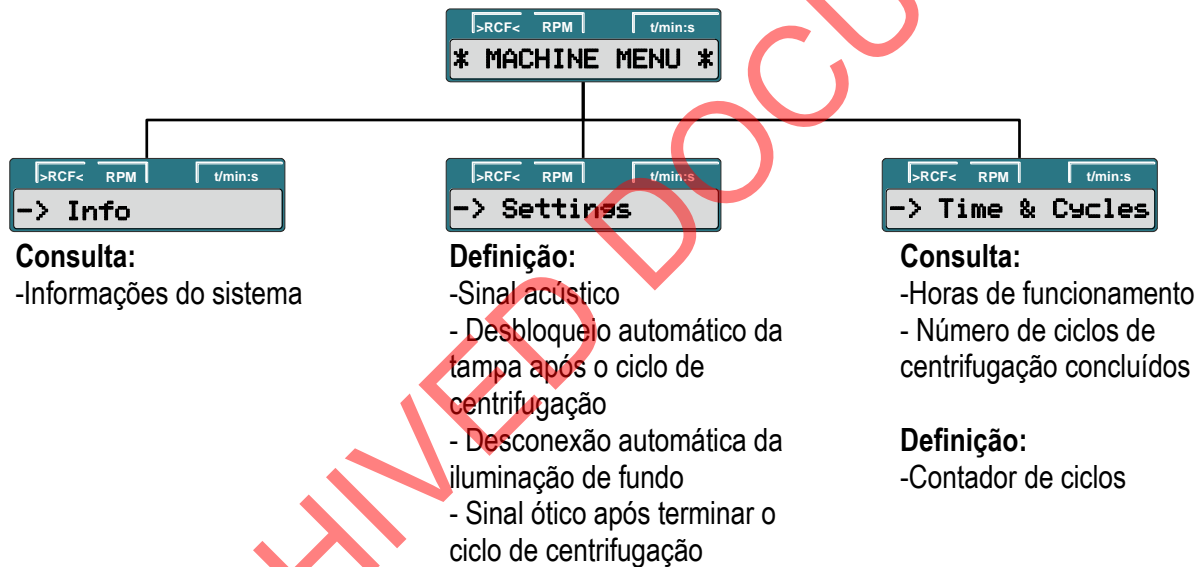 >RCF< RPM t/min:s
* MACHINE MENU *
>RCF< RPM t/min:s
-> Info
Consulta:
-Informações do sistema
>RCF< RPM t/min:s
-> Settings
Definição:
-Sinal acústico
- Desbloqueio automático da
tampa após o ciclo de
centrifugação
- Desconexão automática da
iluminação de fundo
- Sinal ótico após terminar o
ciclo de centrifugação
>RCF< RPM t/min:s
-> Time & Cycles
Consulta:
-Horas de funcionamento
- Número de ciclos de
centrifugação concluídos
Definição:
-Contador de ciclos
HIVED DOCU